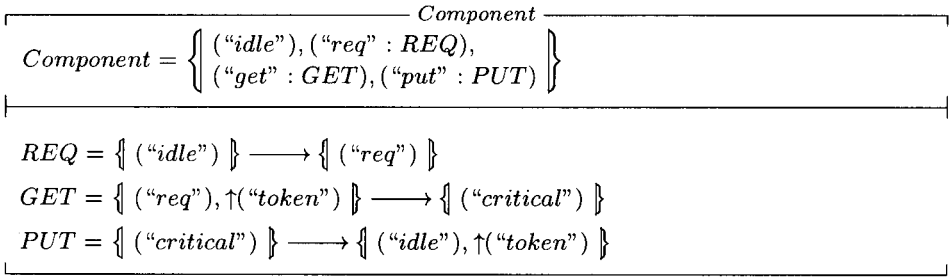 Component
Component = {| ("idle"), ("req" : REQ),
("get" : GET), ("put" : PUT) |}
REQ = {| ("idle") |} ⟶ {| ("req") |}
GET = {| ("req"), ↑("token") |} ⟶ {| ("critical") |}
PUT = {| ("critical") |} ⟶ {| ("idle"), ↑("token") |}